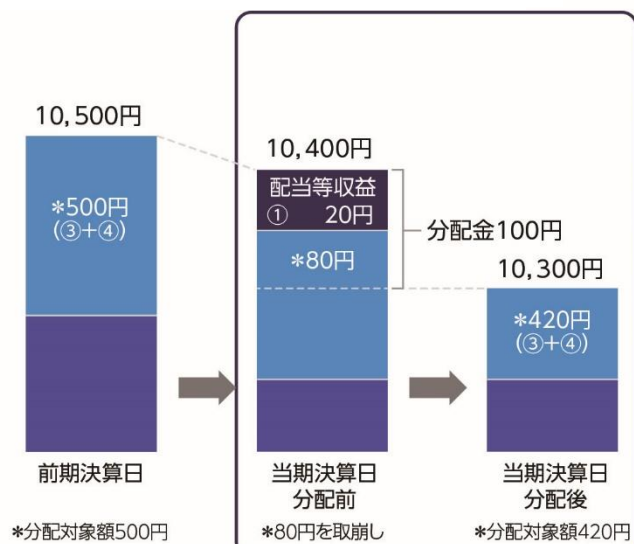 10,500円
*500円
(③+④)
前期決算日
*分配対象額500円
10,400円
配当等収益
① 20円
*80円
分配金100円
当期決算日
分配前
*80円を取崩し
10,300円
*420円
(③+④)
当期決算日
分配後
*分配対象額420円